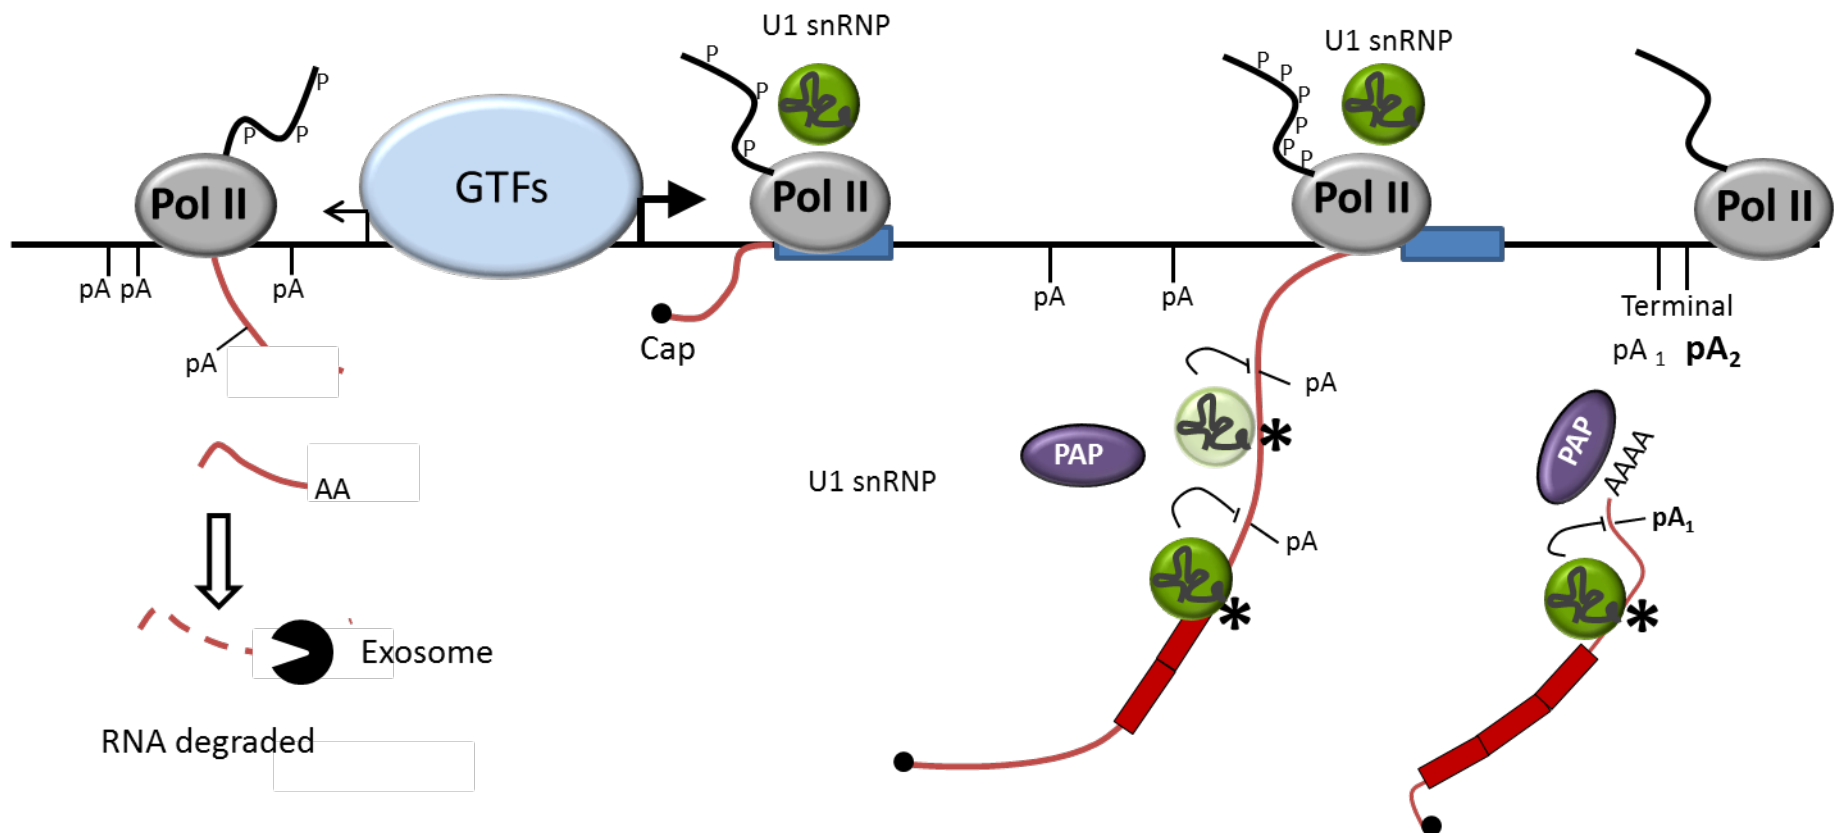 U1 snRNP
U1 snRNP
P
P
P
P
P
P
P
P
P
P
P
P
Pol II
GTFs
Pol II
Pol II
Pol II
pA
pA
pA
pA
pA
Terminal
pA 1 pA2
Cap
pA
pA
PAP
U1 snRNP
*
PAP
AAAA
AA
pA
*
pA1
*
Exosome
RNA degraded